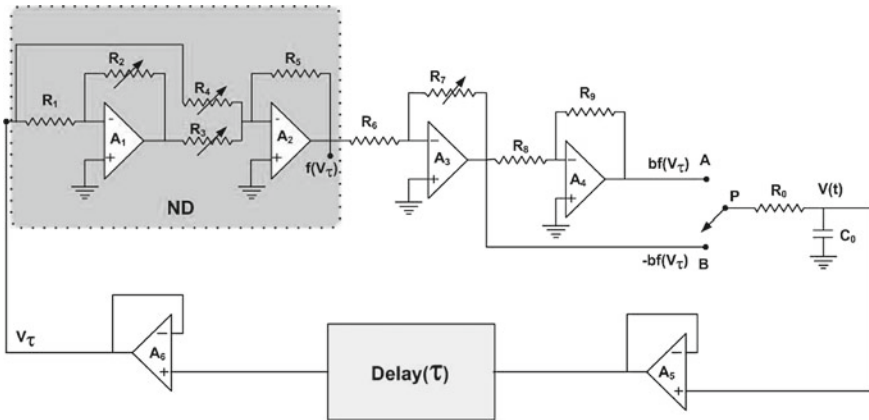 R2
R5
R7
R4
R9
R1
-
-
R6
-
A1
R3
A2
A3
R8
-
+
+
f(Vτ)
+
A4
bf(Vτ)
A
+
P
R0
V(t)
ND
C0
-bf(Vτ)
B
Vτ
-
A6
+
Delay(τ)
-
A5
+